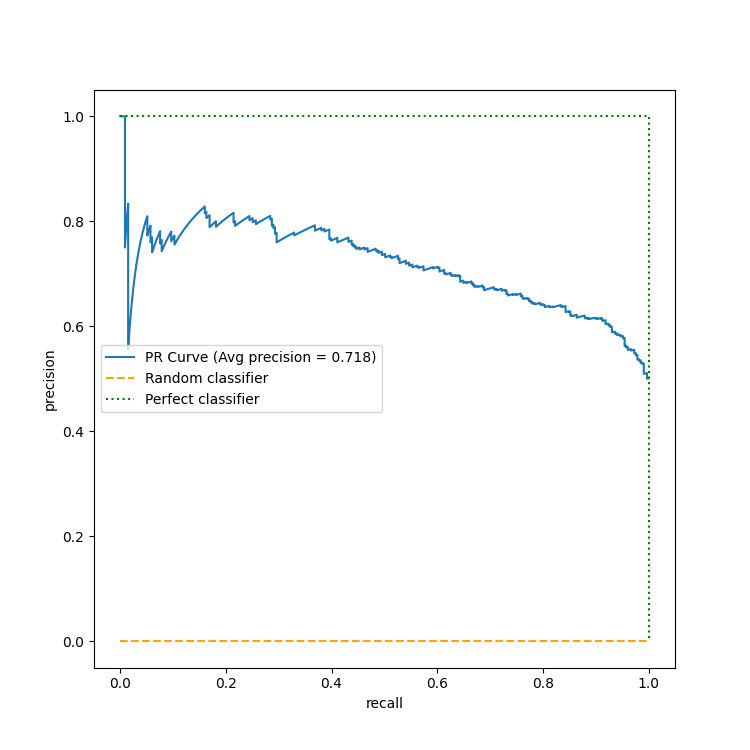 1.0
0.8
0.6
0.4
0.2
0.0
precision
PR Curve (Avg precision = 0.718)
Random classifier
Perfect classifier
0.0 0.2 0.4 0.6 0.8 1.0
recall